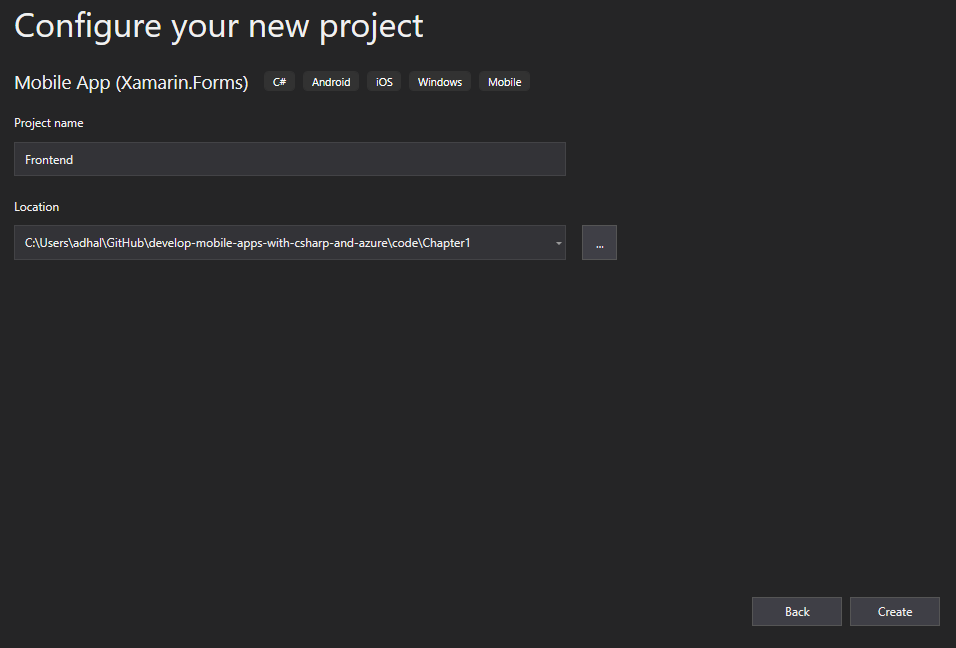 Configure your new project
Mobile App (Xamarin.Forms) C# Android iOS Windows Mobile
Project name
Frontend
Location
C:\Users\adhal\GitHub\develop-mobile-apps-with-csharp-and-azure\code\Chapter1 ...
Back Create